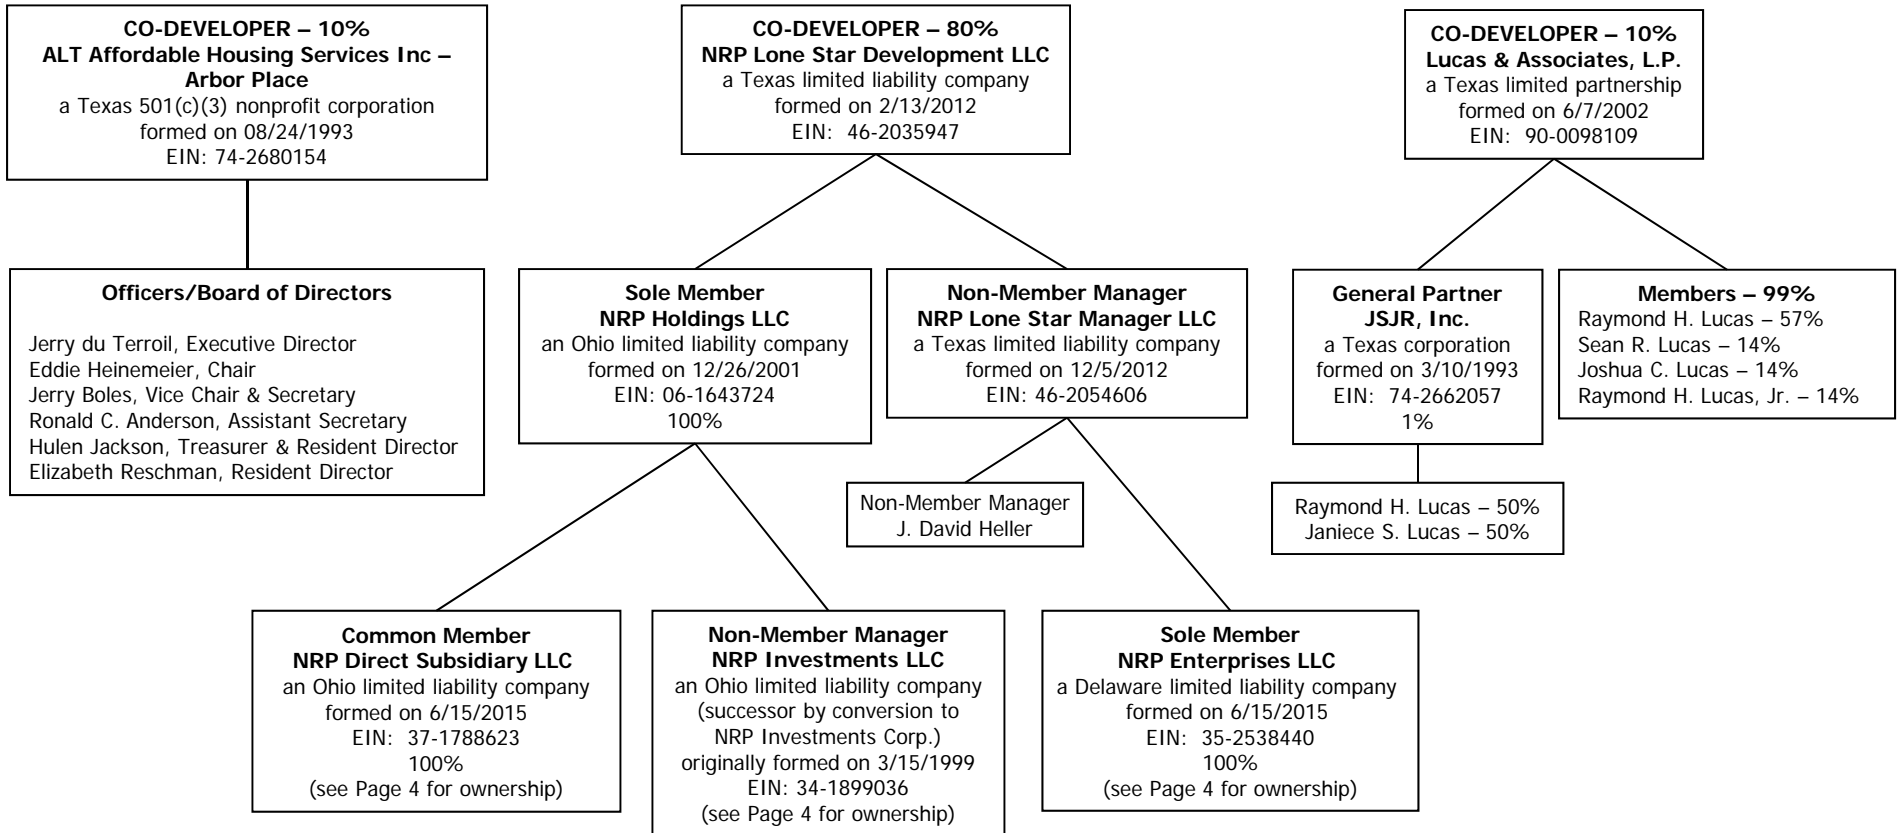 CO-DEVELOPER – 10%
ALT Affordable Housing Services Inc –
Arbor Place
a Texas 501(c)(3) nonprofit corporation
formed on 08/24/1993
EIN: 74-2680154
CO-DEVELOPER – 80%
NRP Lone Star Development LLC
a Texas limited liability company
formed on 2/13/2012
EIN: 46-2035947
CO-DEVELOPER – 10%
Lucas & Associates, L.P.
a Texas limited partnership
formed on 6/7/2002
EIN: 90-0098109
Officers/Board of Directors
Jerry du Terroil, Executive Director
Eddie Heinemeier, Chair
Jerry Boles, Vice Chair & Secretary
Ronald C. Anderson, Assistant Secretary
Hulen Jackson, Treasurer & Resident Director
Elizabeth Reschman, Resident Director
Sole Member
NRP Holdings LLC
an Ohio limited liability company
formed on 12/26/2001
EIN: 06-1643724
100%
Non-Member Manager
NRP Lone Star Manager LLC
a Texas limited liability company
formed on 12/5/2012
EIN: 46-2054606
General Partner
JSJR, Inc.
a Texas corporation
formed on 3/10/1993
EIN: 74-2662057
1%
Members – 99%
Raymond H. Lucas – 57%
Sean R. Lucas – 14%
Joshua C. Lucas – 14%
Raymond H. Lucas, Jr. – 14%
Non-Member Manager
J. David Heller
Raymond H. Lucas – 50%
Janiece S. Lucas – 50%
Common Member
NRP Direct Subsidiary LLC
an Ohio limited liability company
formed on 6/15/2015
EIN: 37-1788623
100%
(see Page 4 for ownership)
Non-Member Manager
NRP Investments LLC
an Ohio limited liability company
(successor by conversion to
NRP Investments Corp.)
originally formed on 3/15/1999
EIN: 34-1899036
(see Page 4 for ownership)
Sole Member
NRP Enterprises LLC
a Delaware limited liability company
formed on 6/15/2015
EIN: 35-2538440
100%
(see Page 4 for ownership)